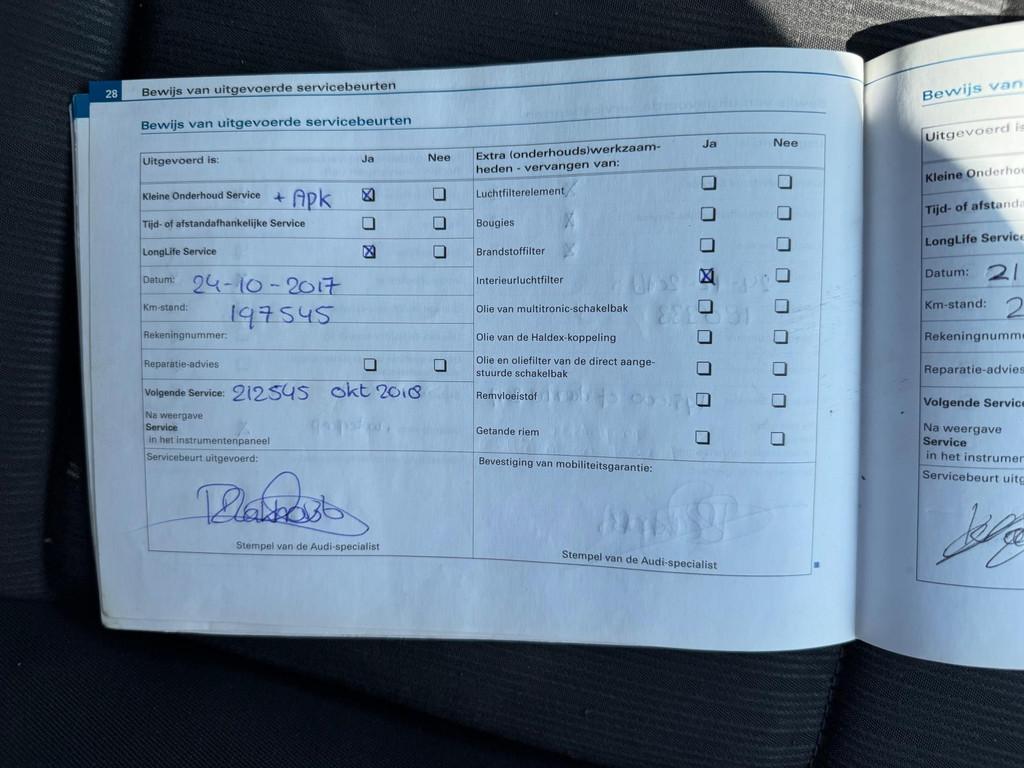 28 Bewijs van uitgevoerde servicebeurten
Bewijs van uitgevoerde servicebeurten
Uitgevoerd is: Ja Nee
Kleine Onderhoud Service + Apk
Tijd- of afstandafhankelijke Service
LongLife Service
Datum: 24-10-2017
Km-stand: 197545
Rekeningnummer:
Reparatie-advies
Volgende Service: 212545 okt 2018
Na weergave
Service
in het instrumentenpaneel
Servicebeurt uitgevoerd:
Stempel van de Audi-specialist
Extra (onderhouds)werkzaam-
heden - vervangen van: Ja Nee
Luchtfilterelement
Bougies
Brandstoffilter
Interieurluchtfilter
Olie van multitronic-schakelbak
Olie van de Haldex-koppeling
Olie en oliefilter van de direct aange-
stuurde schakelbak
Remvloeistof
Getande riem
Bevestiging van mobiliteitsgarantie:
Stempel van de Audi-specialist
Bewijs van
Uitgevoerd is
Kleine Onderhou
Tijd- of afstanda
LongLife Service
Datum: 21
Km-stand: 2
Rekeningnumme
Reparatie-advies
Volgende Service
Na weergave
Service
in het instrumen
Servicebeurt uitg